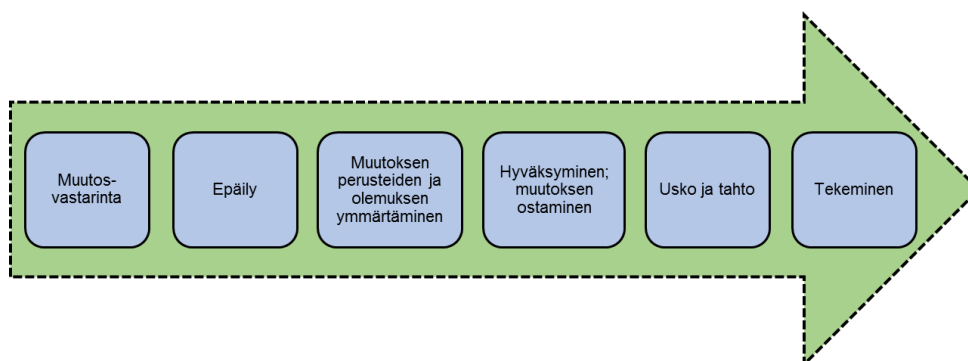 Muutos-
vastarinta
Epäily
Muutoksen
perusteiden ja
olemuksen
ymmärtäminen
Hyväksyminen;
muutoksen
ostaminen
Usko ja tahto
Tekeminen